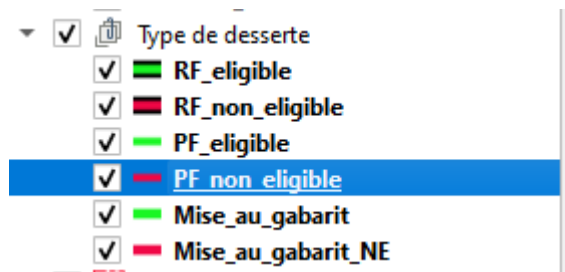 Type de desserte
RF_eligible
RF_non_eligible
PF_eligible
PF_non_eligible
Mise_au_gabarit
Mise_au_gabarit_NE